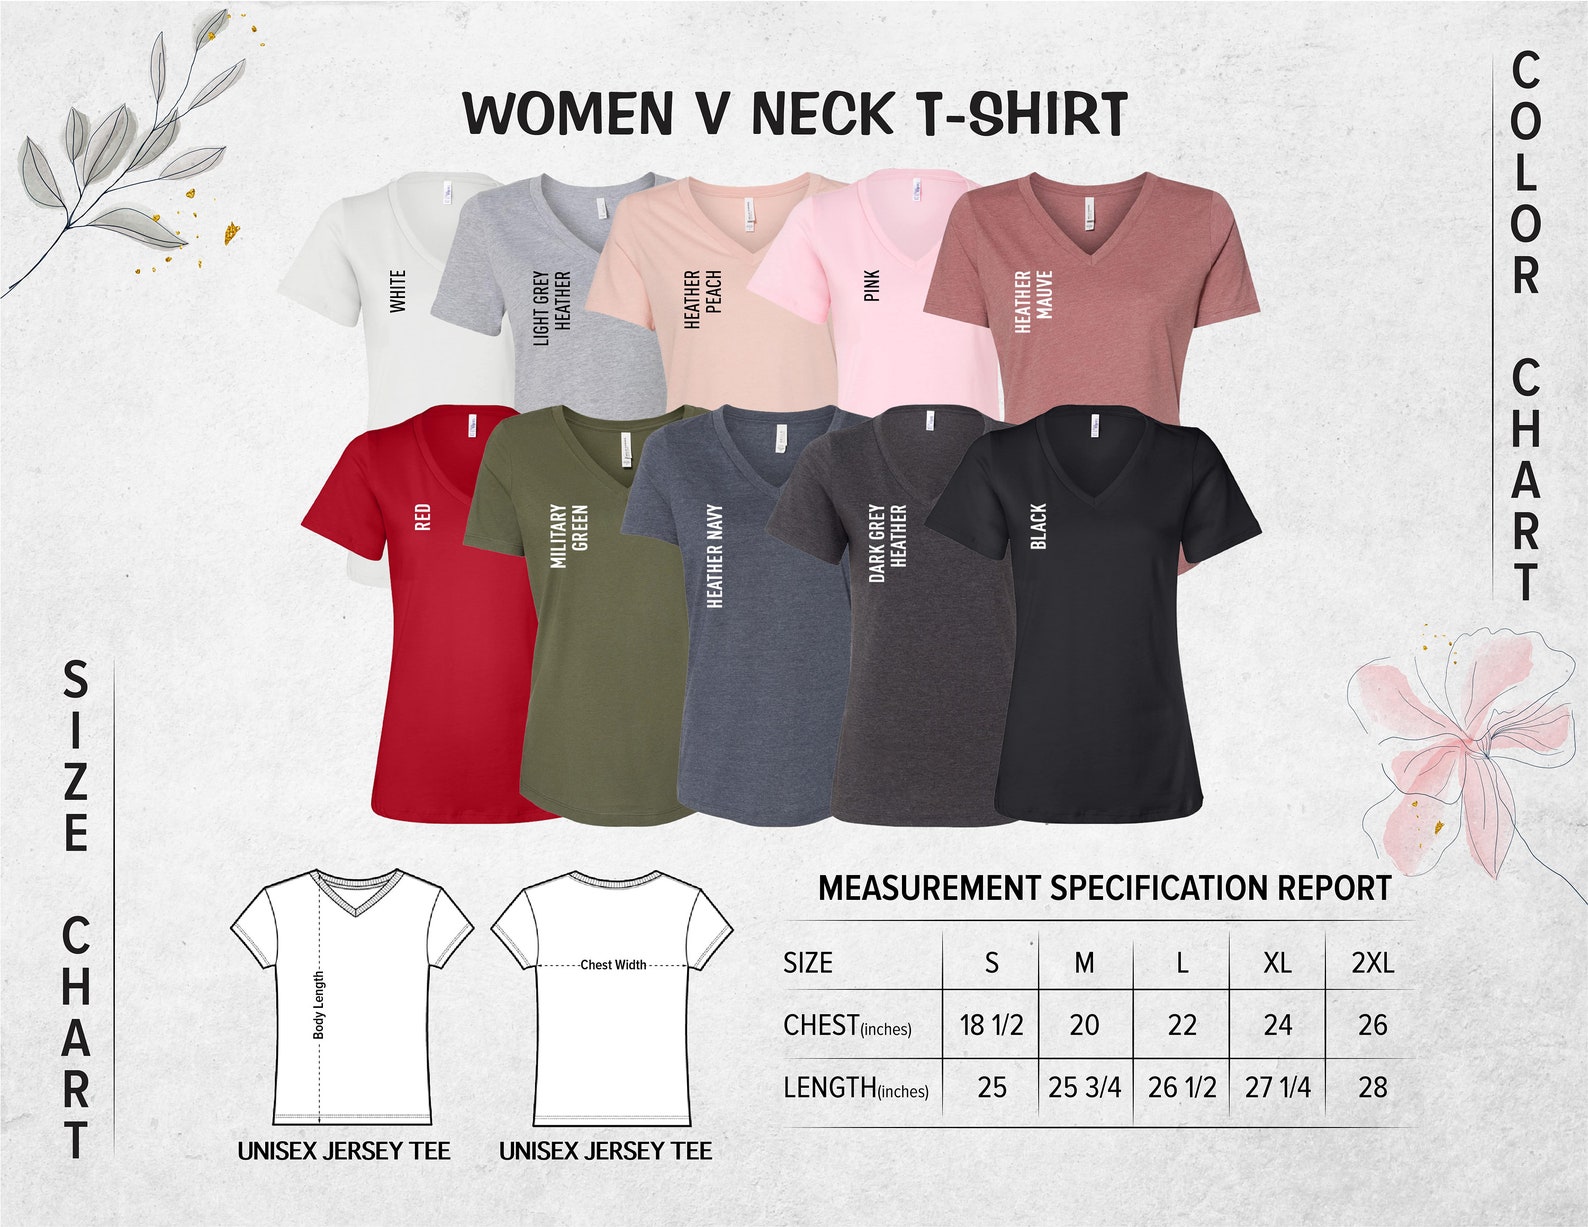 WOMEN V NECK T-SHIRT
COLOR CHART
WHITE
LIGHT GREY
HEATHER
HEATHER
PEACH
PINK
HEATHER
MAUVE
RED
MILITARY
GREEN
HEATHER NAVY
DARK GREY
HEATHER
BLACK
SIZE CHART
Body Length
Chest Width
UNISEX JERSEY TEE
UNISEX JERSEY TEE
MEASUREMENT SPECIFICATION REPORT
SIZE S M L XL 2XL
CHEST(inches) 18 1/2 20 22 24 26
LENGTH(inches) 25 25 3/4 26 1/2 27 1/4 28